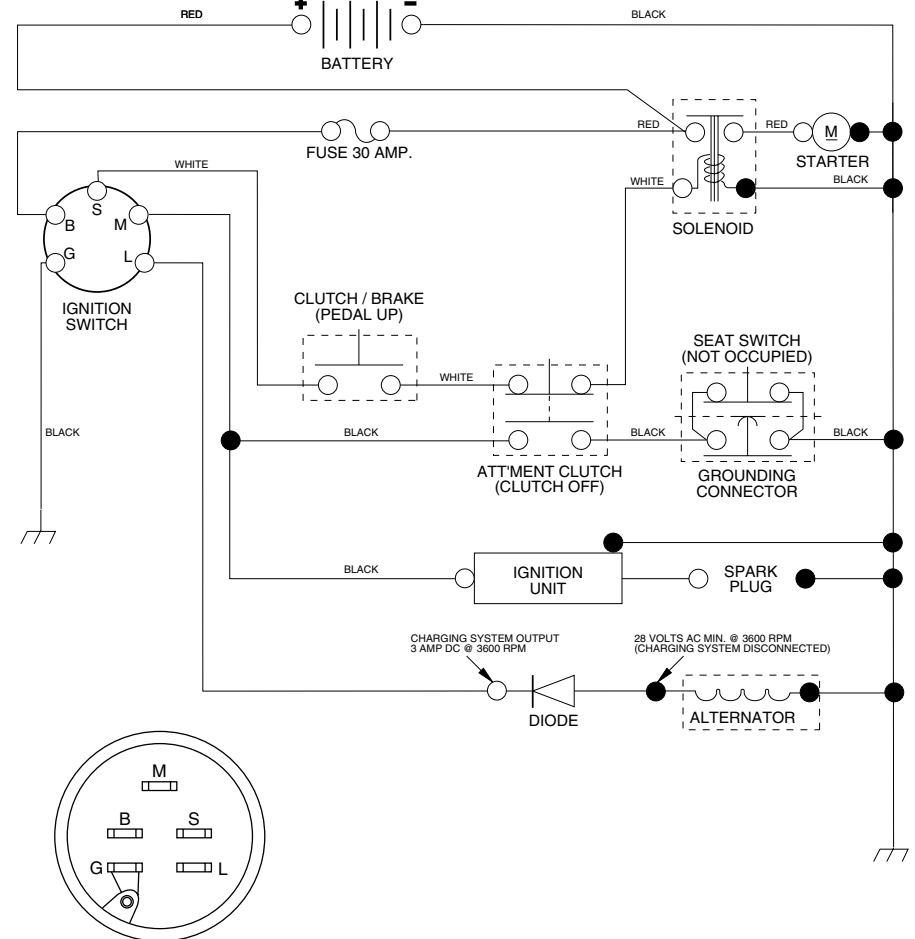 RED
+
-
BLACK
BATTERY
RED
RED
M
FUSE 30 AMP.
STARTER
WHITE
WHITE
BLACK
S
B
M
G
L
SOLENOID
IGNITION
SWITCH
CLUTCH / BRAKE
(PEDAL UP)
SEAT SWITCH
(NOT OCCUPIED)
WHITE
BLACK
BLACK
BLACK
BLACK
ATT'MENT CLUTCH
(CLUTCH OFF)
GROUNDING
CONNECTOR
BLACK
IGNITION
UNIT
SPARK
PLUG
CHARGING SYSTEM OUTPUT
3 AMP DC @ 3600 RPM
28 VOLTS AC MIN. @ 3600 RPM
(CHARGING SYSTEM DISCONNECTED)
DIODE
ALTERNATOR
M
B
S
G
L